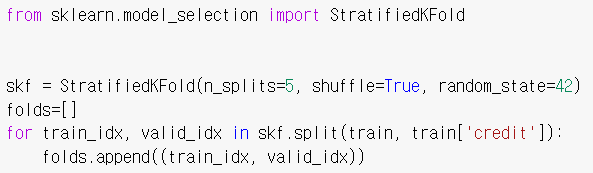 from sklearn.model_selection import StratifiedKFold
skf = StratifiedKFold(n_splits=5, shuffle=True, random_state=42)
folds=[]
for train_idx, valid_idx in skf.split(train, train['credit']):
    folds.append((train_idx, valid_idx))